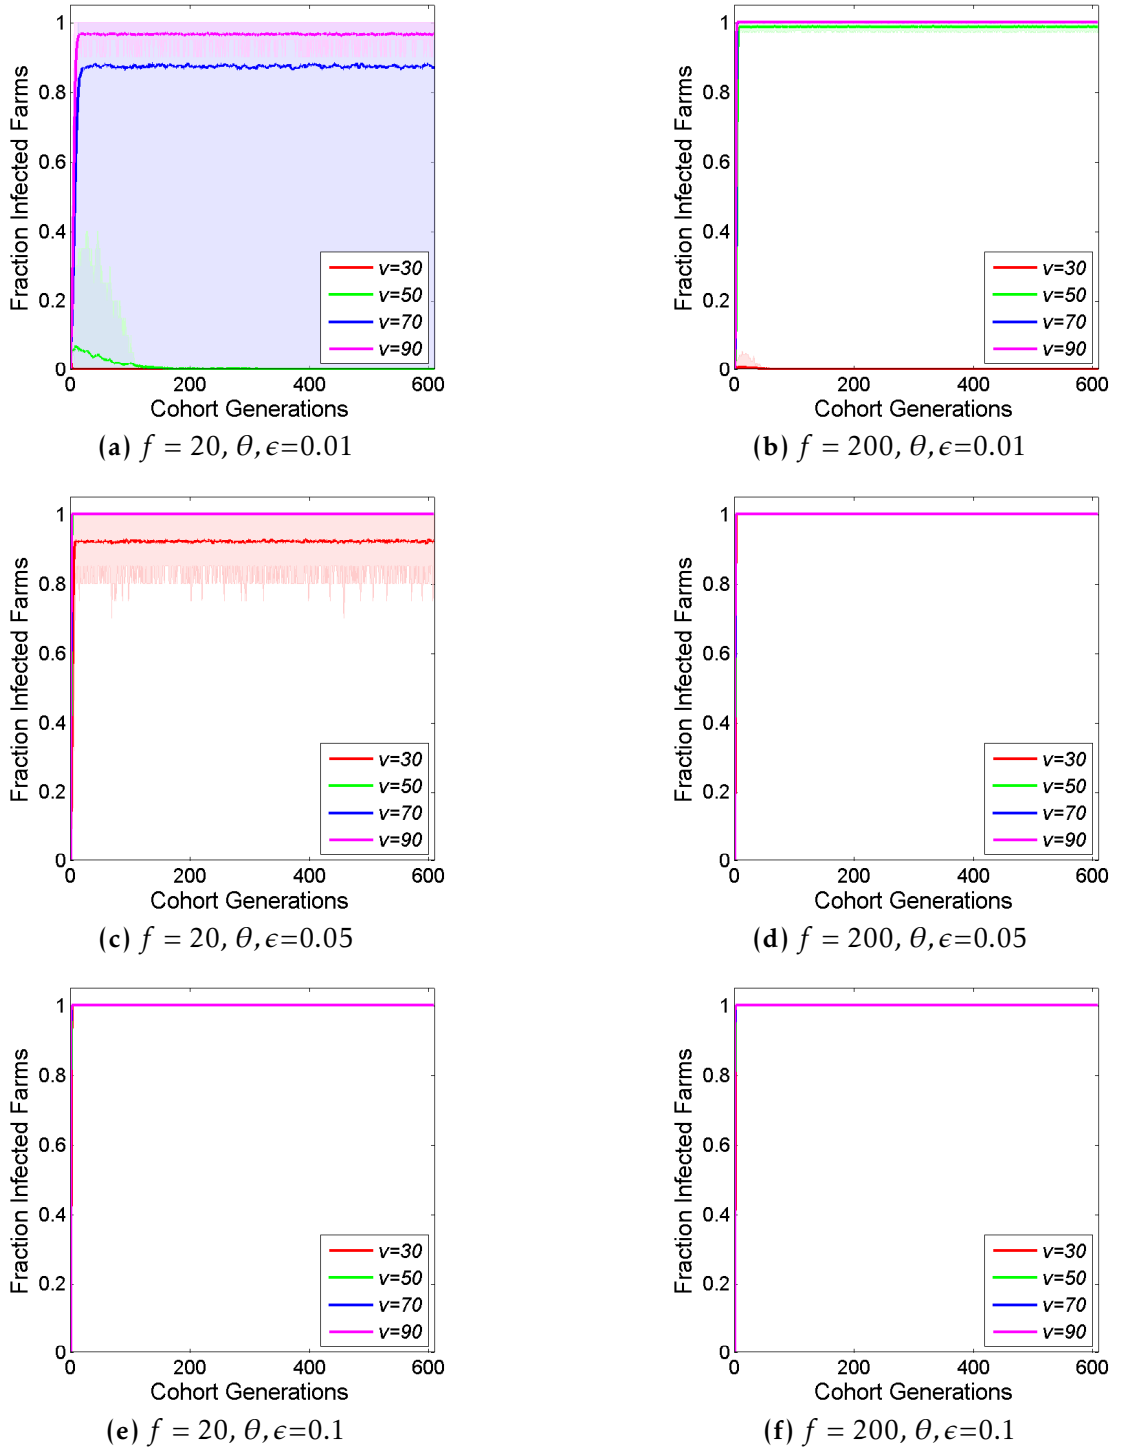 Fraction Infected Farms
1
0.8
0.6
0.4
0.2
0
v=30
v=50
v=70
v=90
0 200 400 600
Cohort Generations
(a) f = 20, θ,ϵ=0.01
Fraction Infected Farms
1
0.8
0.6
0.4
0.2
0
v=30
v=50
v=70
v=90
0 200 400 600
Cohort Generations
(b) f = 200, θ,ϵ=0.01
Fraction Infected Farms
1
0.8
0.6
0.4
0.2
0
v=30
v=50
v=70
v=90
0 200 400 600
Cohort Generations
(c) f = 20, θ,ϵ=0.05
Fraction Infected Farms
1
0.8
0.6
0.4
0.2
0
v=30
v=50
v=70
v=90
0 200 400 600
Cohort Generations
(d) f = 200, θ,ϵ=0.05
Fraction Infected Farms
1
0.8
0.6
0.4
0.2
0
v=30
v=50
v=70
v=90
0 200 400 600
Cohort Generations
(e) f = 20, θ,ϵ=0.1
Fraction Infected Farms
1
0.8
0.6
0.4
0.2
0
v=30
v=50
v=70
v=90
0 200 400 600
Cohort Generations
(f) f = 200, θ,ϵ=0.1